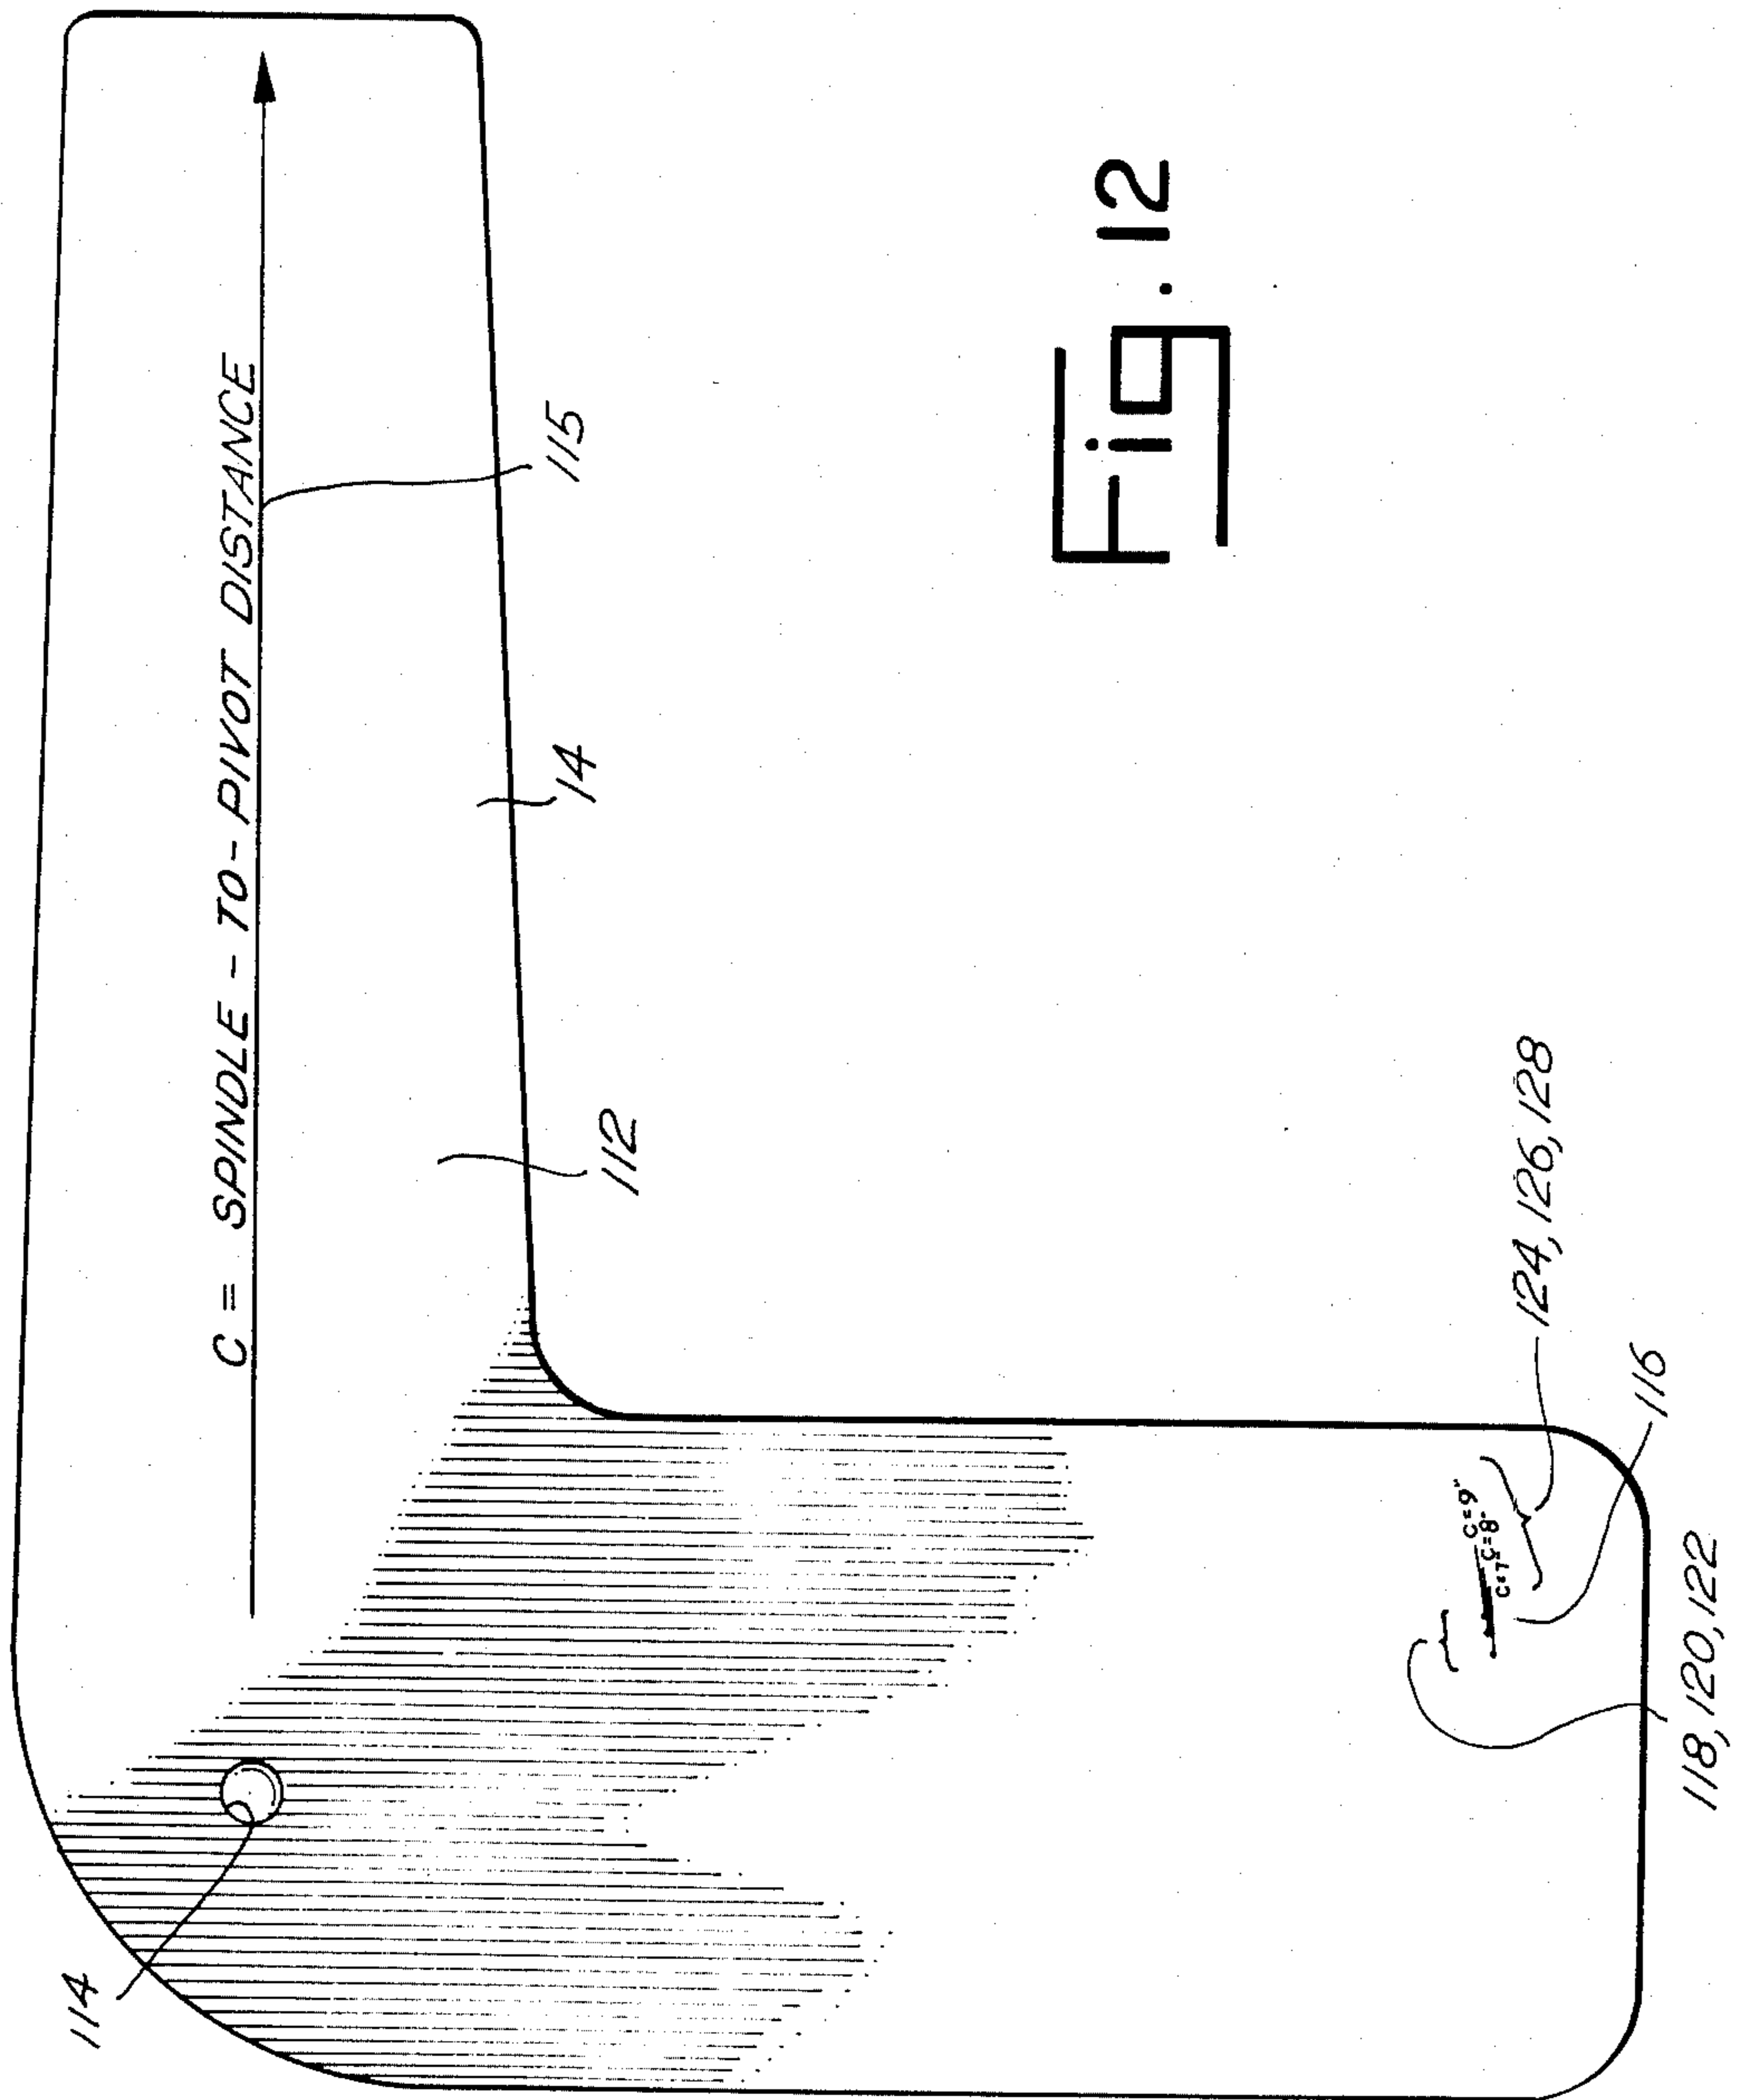 C = SPINDLE - TO - PIVOT DISTANCE
114
115
14
112
C=9"
C=8"
C=7"
124, 126, 128
116
118, 120, 122
Fig. 12